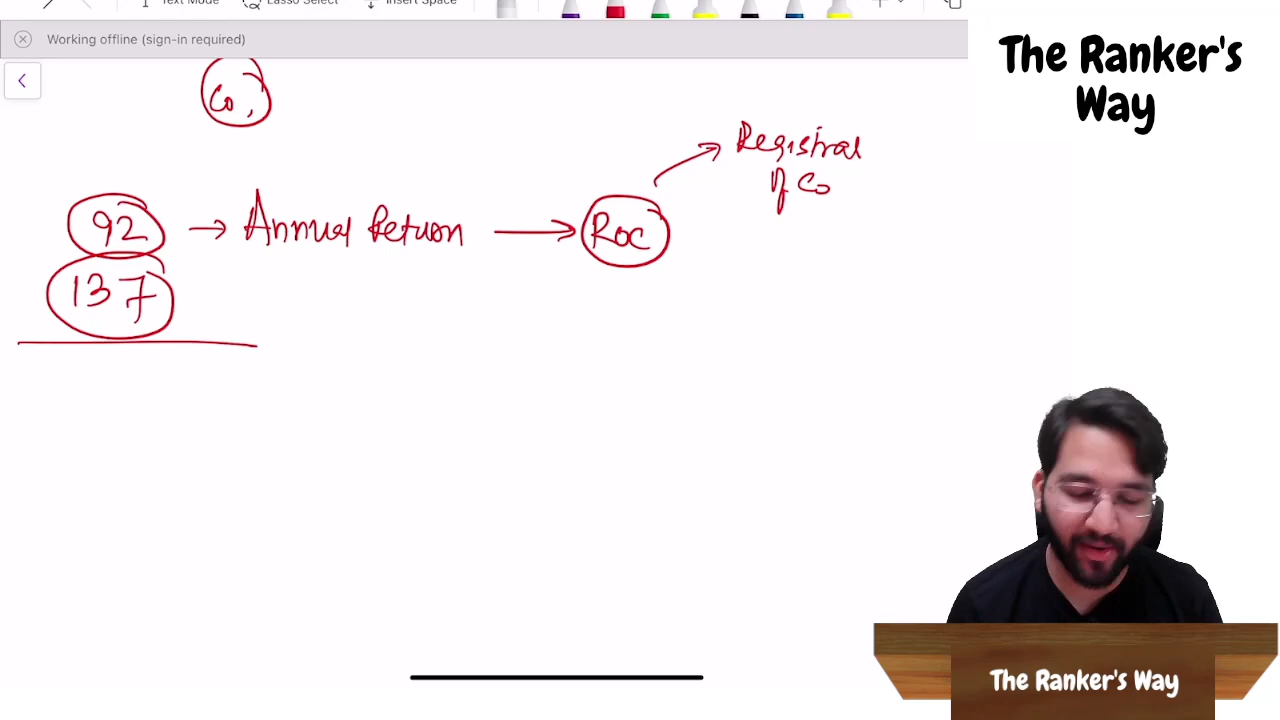 Text Mode
Lasso Select
Insert Space
Working offline (sign-in required)
The Ranker's
Way
Co,
Registrar
of Co
92 → Annual Return → ROC
137
The Ranker's Way